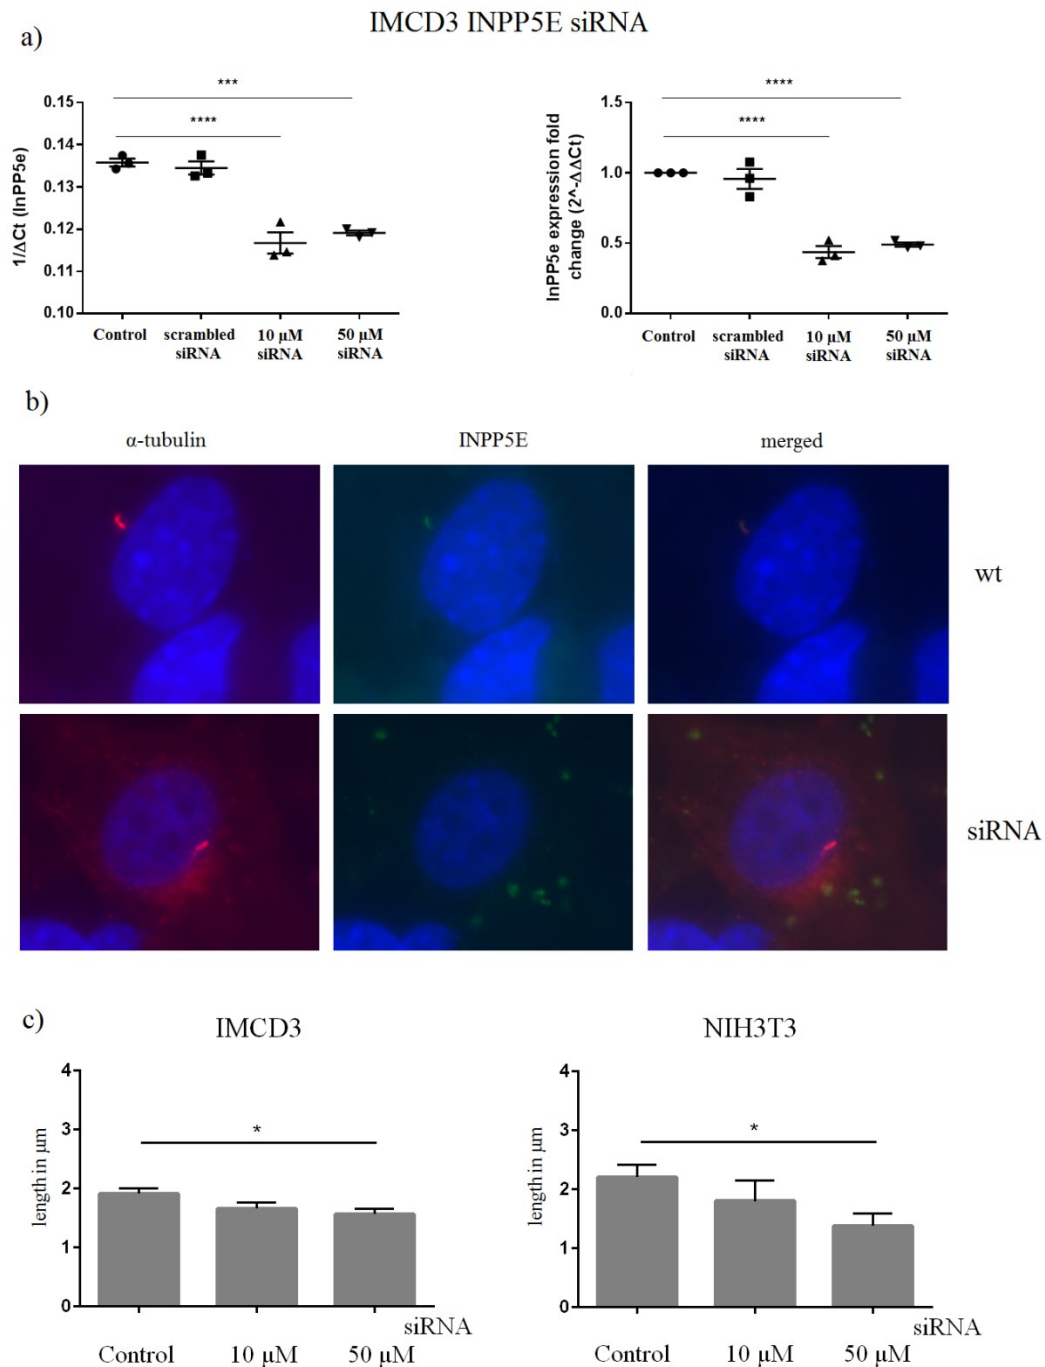 IMCD3 INPP5E siRNA
a)
***
****
1/ΔCt (InPP5e)
0.15
0.14
0.13
0.12
0.11
0.10
Control
scrambled
siRNA
10 µM
siRNA
50 µM
siRNA
****
****
InPP5e expression fold
change (2^-ΔΔCt)
1.5
1.0
0.5
0.0
Control
scrambled
siRNA
10 µM
siRNA
50 µM
siRNA
b)
α-tubulin INPP5E merged
wt
siRNA
c)
IMCD3
*
length in µm
4
3
2
1
0
siRNA
Control 10 µM 50 µM
NIH3T3
*
length in µm
4
3
2
1
0
siRNA
Control 10 µM 50 µM